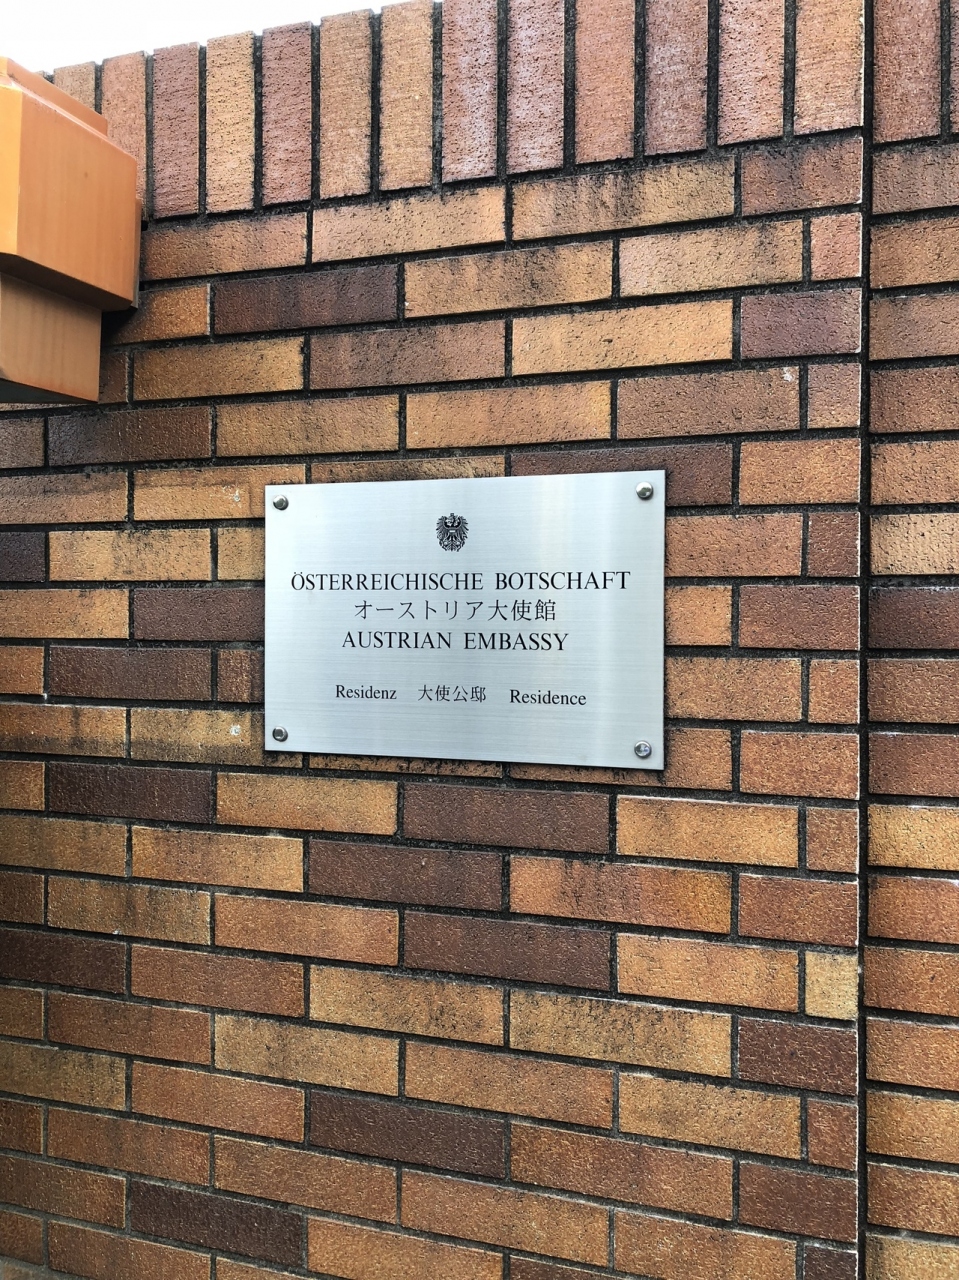 ÖSTERREICHISCHE BOTSCHAFT
オーストリア大使館
AUSTRIAN EMBASSY
Residenz 大使公邸 Residence